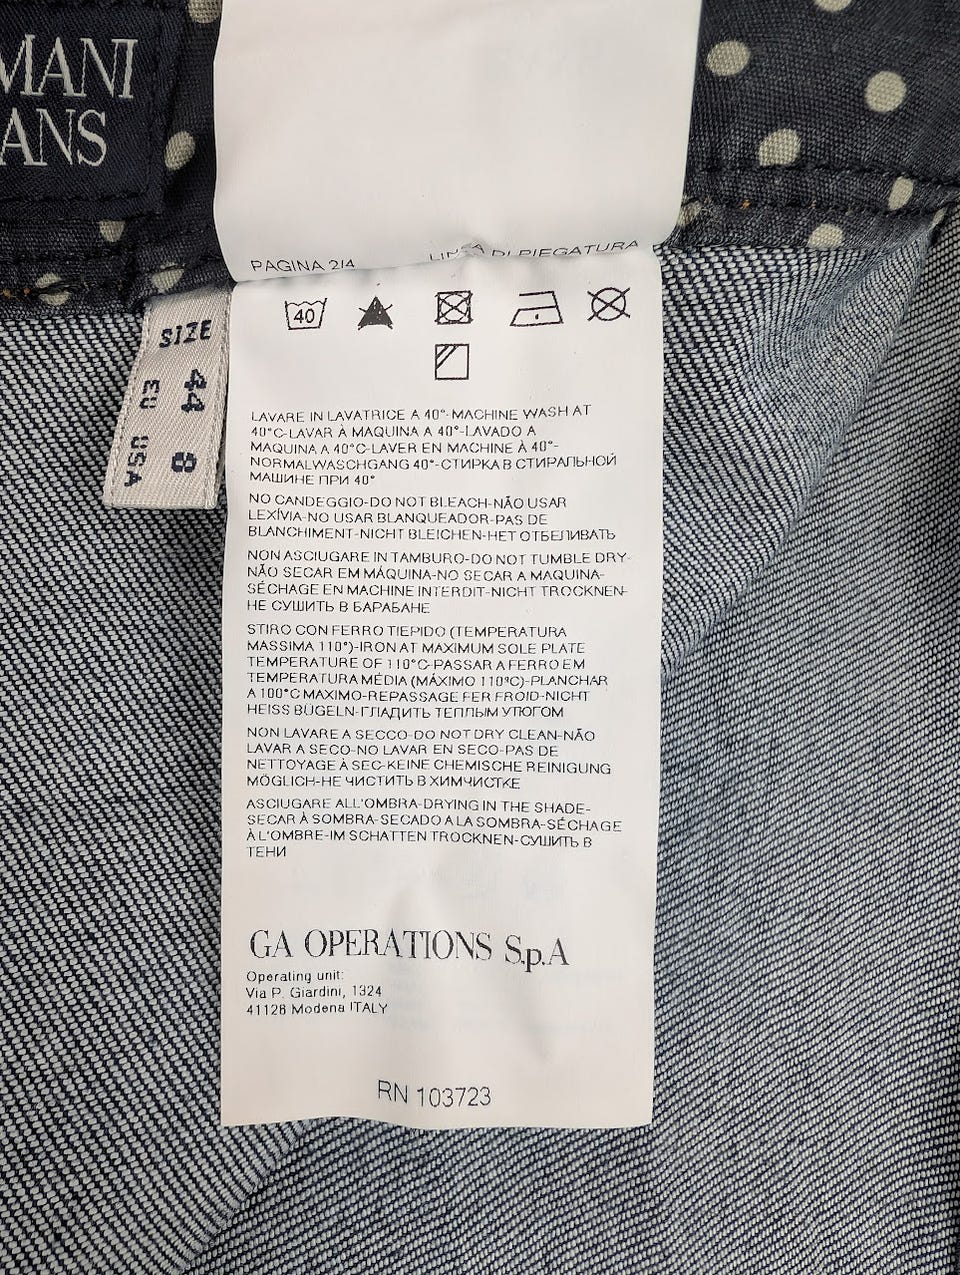 MANI
ANS
PAGINA 2/4 LINEA DI PIEGATURA
SIZE
44 EU
8 USA
40
LAVARE IN LAVATRICE A 40°-MACHINE WASH AT
40°C-LAVAR À MAQUINA A 40°-LAVADO A
MAQUINA A 40°C-LAVER EN MACHINE À 40°-
NORMALWASCHGANG 40°-СТИРКА В СТИРАЛЬНОЙ
МАШИНЕ ПРИ 40°
NO CANDEGGIO-DO NOT BLEACH-NÃO USAR
LEXÍVIA-NO USAR BLANQUEADOR-PAS DE
BLANCHIMENT-NICHT BLEICHEN-НЕТ ОТБЕЛИВАТЬ
NON ASCIUGARE IN TAMBURO-DO NOT TUMBLE DRY-
NÃO SECAR EM MÁQUINA-NO SECAR A MAQUINA-
SÉCHAGE EN MACHINE INTERDIT-NICHT TROCKNEN-
НЕ СУШИТЬ В БАРАБАНЕ
STIRO CON FERRO TIEPIDO (TEMPERATURA
MASSIMA 110°)-IRON AT MAXIMUM SOLE PLATE
TEMPERATURE OF 110°C-PASSAR A FERRO EM
TEMPERATURA MÉDIA (MÁXIMO 110°C)-PLANCHAR
A 100°C MAXIMO-REPASSAGE FER FROID-NICHT
HEISS BÜGELN-ГЛАДИТЬ ТЕПЛЫМ УТЮГОМ
NON LAVARE A SECCO-DO NOT DRY CLEAN-NÃO
LAVAR A SECO-NO LAVAR EN SECO-PAS DE
NETTOYAGE À SEC-KEINE CHEMISCHE REINIGUNG
MÖGLICH-НЕ ЧИСТИТЬ В ХИМЧИСТКЕ
ASCIUGARE ALL'OMBRA-DRYING IN THE SHADE-
SECAR À SOMBRA-SECADO A LA SOMBRA-SÉCHAGE
À L'OMBRE-IM SCHATTEN TROCKNEN-СУШИТЬ В
ТЕНИ
GA OPERATIONS S.p.A
Operating unit:
Via P. Giardini, 1324
41126 Modena ITALY
RN 103723